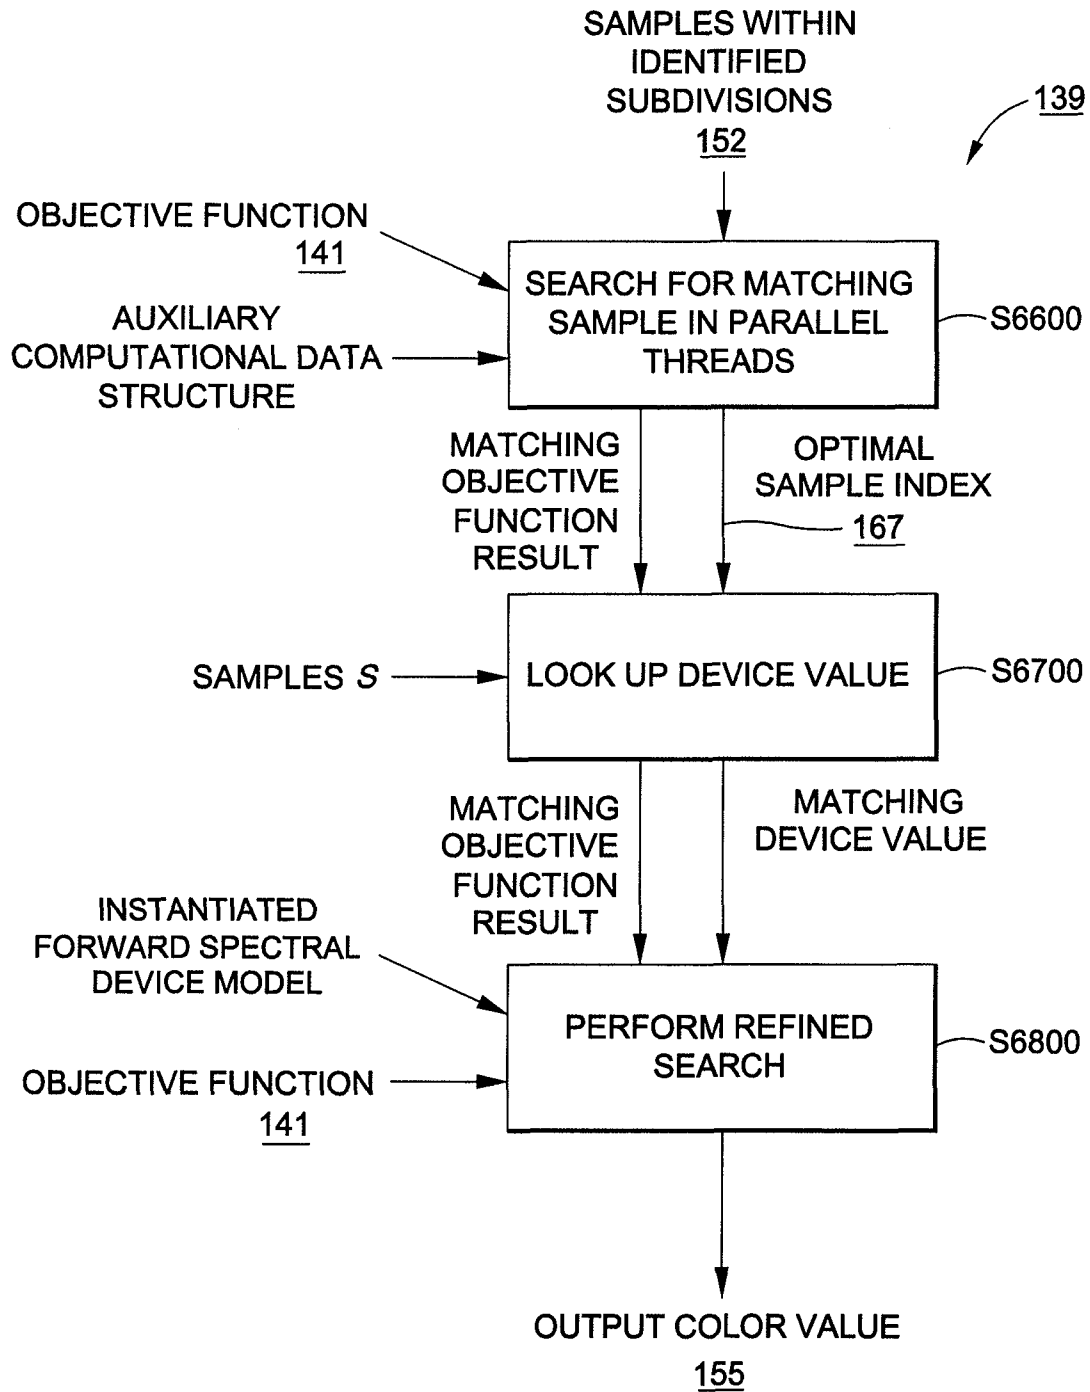 SAMPLES WITHIN
IDENTIFIED
SUBDIVISIONS
152
139
OBJECTIVE FUNCTION
141
AUXILIARY
COMPUTATIONAL DATA
STRUCTURE
SEARCH FOR MATCHING
SAMPLE IN PARALLEL
THREADS
S6600
MATCHING
OBJECTIVE
FUNCTION
RESULT
OPTIMAL
SAMPLE INDEX
167
SAMPLES S
LOOK UP DEVICE VALUE
S6700
MATCHING
OBJECTIVE
FUNCTION
RESULT
MATCHING
DEVICE VALUE
INSTANTIATED
FORWARD SPECTRAL
DEVICE MODEL
OBJECTIVE FUNCTION
141
PERFORM REFINED
SEARCH
S6800
OUTPUT COLOR VALUE
155